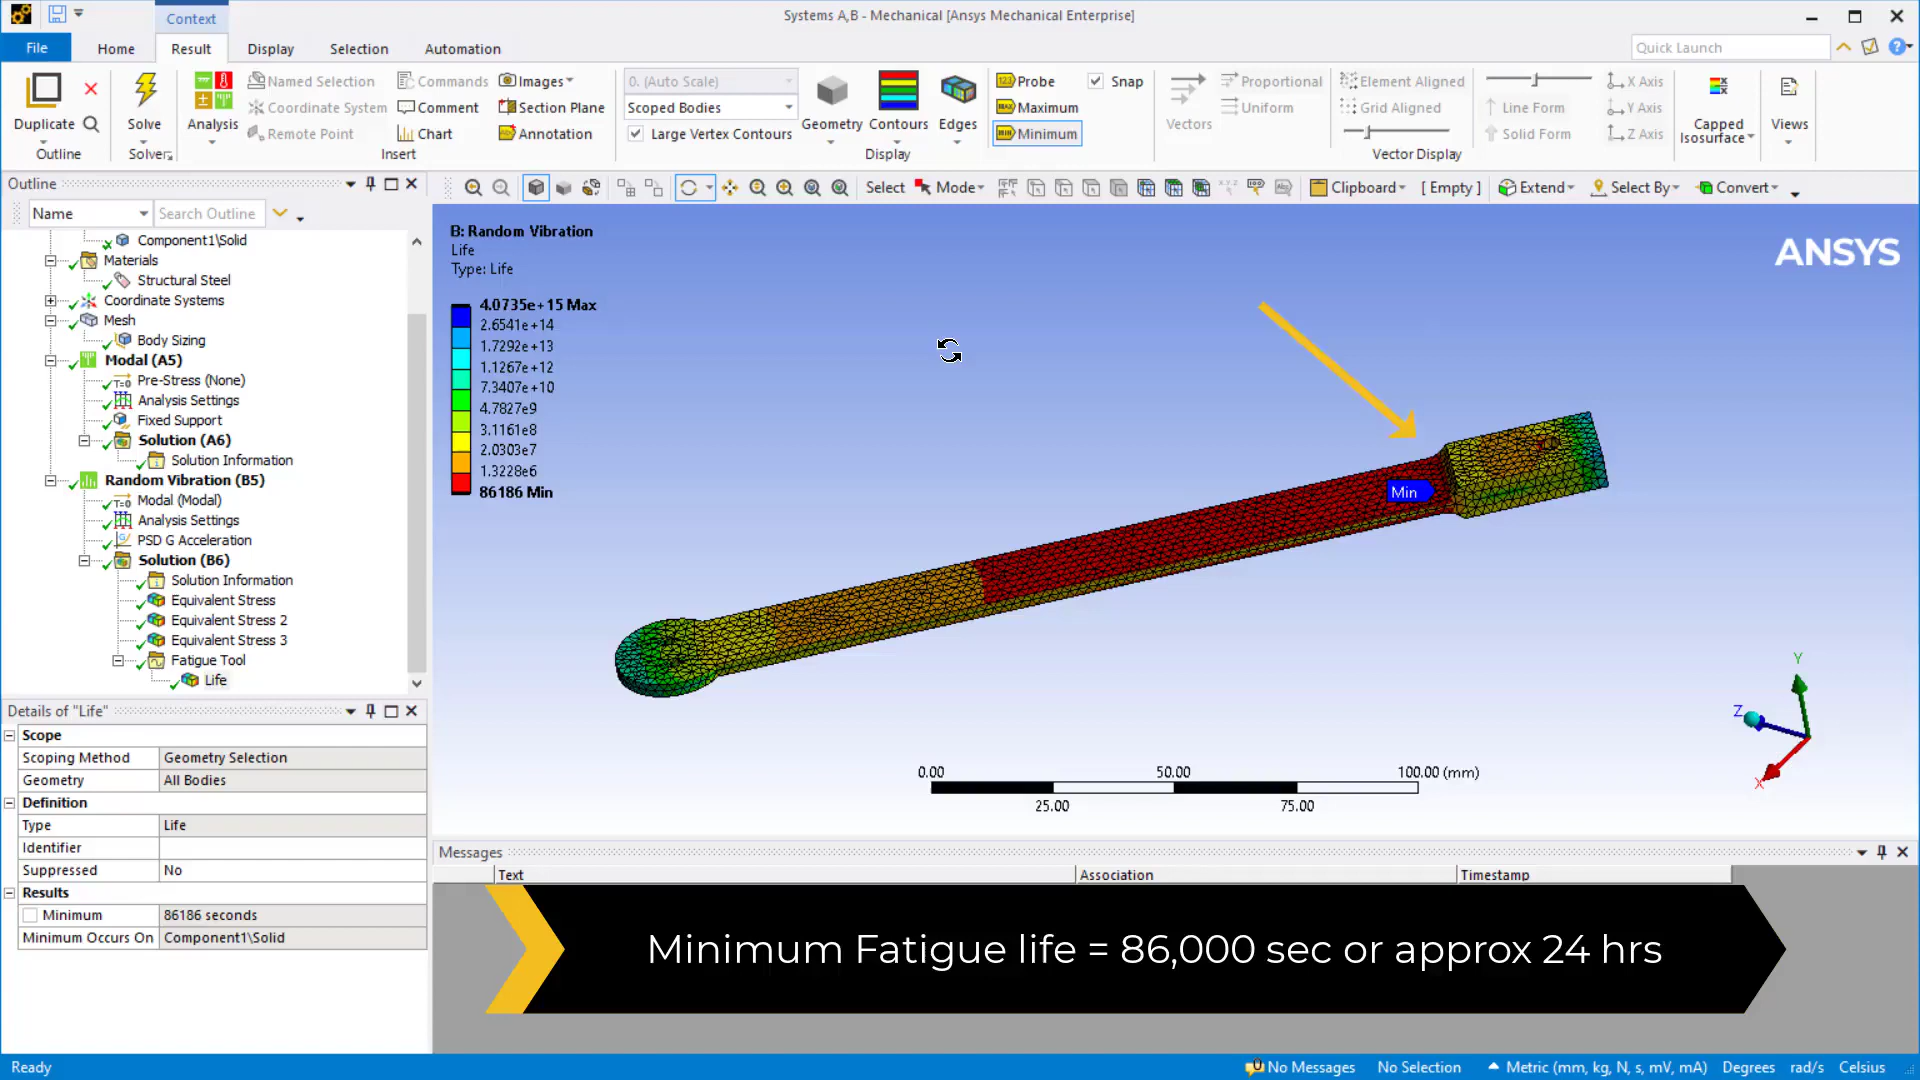 Context
Systems A,B - Mechanical [Ansys Mechanical Enterprise]
File Home Result Display Selection Automation
Quick Launch
Duplicate
Outline
Solve
Solver
Analysis
Named Selection
Coordinate System
Remote Point
Commands
Comment
Chart
Images
Section Plane
Annotation
Insert
0. (Auto Scale)
Scoped Bodies
Large Vertex Contours
Geometry
Contours
Edges
Display
Probe
Maximum
Minimum
Snap
Vectors
Proportional
Uniform
Element Aligned
Grid Aligned
Line Form
Solid Form
X Axis
Y Axis
Z Axis
Vector Display
Capped
Isosurface
Views
Outline
Name
Search Outline
Select Mode Clipboard [ Empty ] Extend Select By Convert
Component1\Solid
Materials
Structural Steel
Coordinate Systems
Mesh
Body Sizing
Modal (A5)
Pre-Stress (None)
Analysis Settings
Fixed Support
Solution (A6)
Solution Information
Random Vibration (B5)
Modal (Modal)
Analysis Settings
PSD G Acceleration
Solution (B6)
Solution Information
Equivalent Stress
Equivalent Stress 2
Equivalent Stress 3
Fatigue Tool
Life
B: Random Vibration
Life
Type: Life
4.0735e+15 Max
2.6541e+14
1.7292e+13
1.1267e+12
7.3407e+10
4.7827e9
3.1161e8
2.0303e7
1.3228e6
86186 Min
ANSYS
Min
Y
Z
X
0.00 50.00 100.00 (mm)
25.00 75.00
Details of "Life"
Scope
Scoping Method Geometry Selection
Geometry All Bodies
Definition
Type Life
Identifier
Suppressed No
Results
Minimum 86186 seconds
Minimum Occurs On Component1\Solid
Messages
Text Association Timestamp
Minimum Fatigue life = 86,000 sec or approx 24 hrs
Ready
No Messages No Selection Metric (mm, kg, N, s, mV, mA) Degrees rad/s Celsius